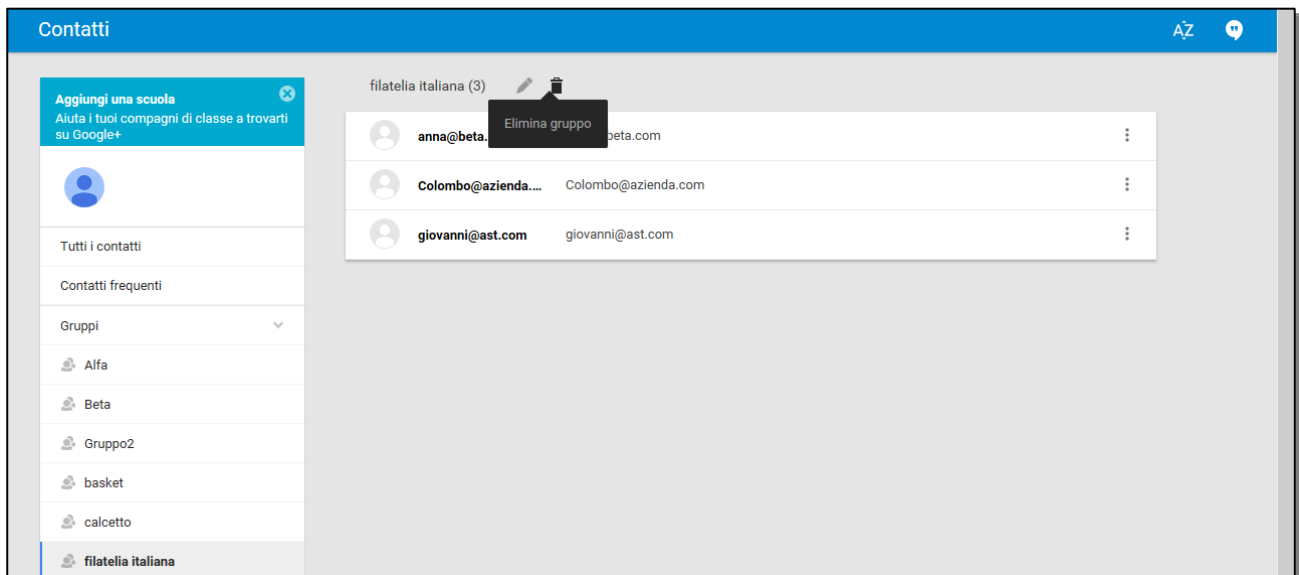 Contatti
AZ
Aggiungi una scuola
Aiuta i tuoi compagni di classe a trovarti
su Google+
Tutti i contatti
Contatti frequenti
Gruppi
Alfa
Beta
Gruppo2
basket
calcetto
filatelia italiana
filatelia italiana (3)
Elimina gruppo
anna@beta. beta.com
Colombo@azienda.... Colombo@azienda.com
giovanni@ast.com giovanni@ast.com